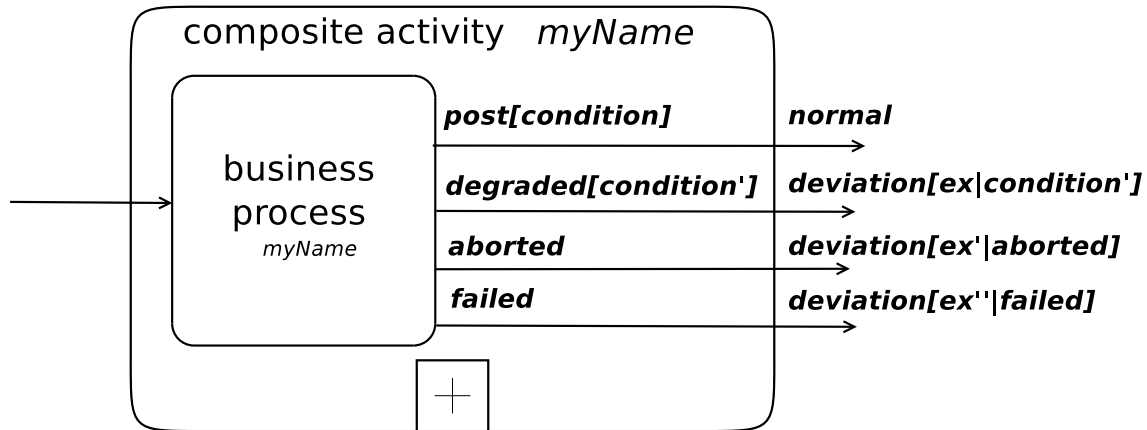 composite activity myName
business
process
myName
post[condition] normal
degraded[condition'] deviation[ex|condition']
aborted deviation[ex'|aborted]
failed deviation[ex''|failed]